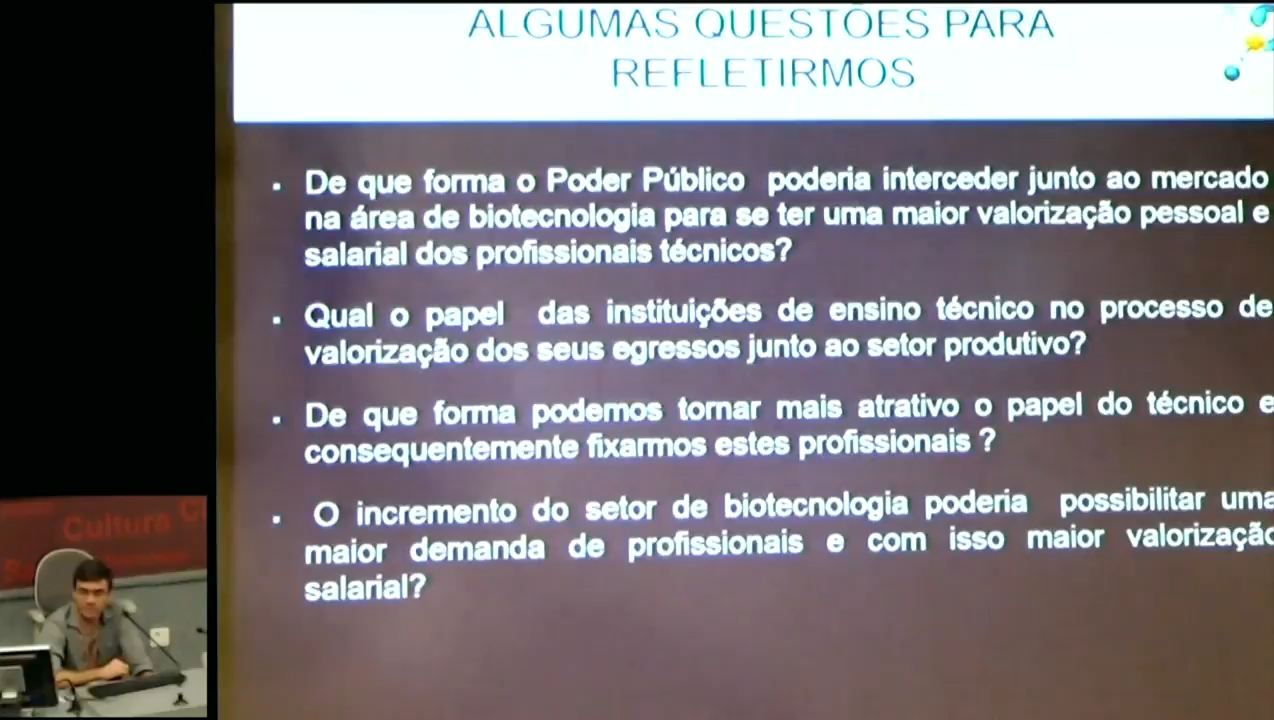 ALGUMAS QUESTÕES PARA
REFLETIRMOS
• De que forma o Poder Público poderia interceder junto ao mercado
na área de biotecnologia para se ter uma maior valorização pessoal e
salarial dos profissionais técnicos?
• Qual o papel das instituições de ensino técnico no processo de
valorização dos seus egressos junto ao setor produtivo?
• De que forma podemos tornar mais atrativo o papel do técnico e
consequentemente fixarmos estes profissionais ?
• O incremento do setor de biotecnologia poderia possibilitar uma
maior demanda de profissionais e com isso maior valorização
salarial?
Cultura